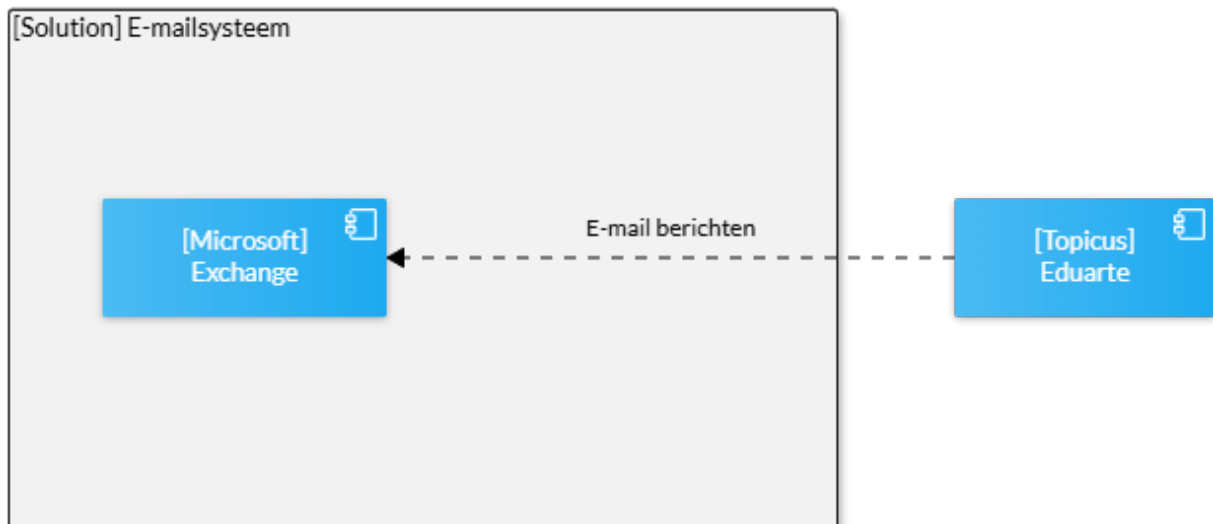 [Solution] E-mailsysteem
E-mail berichten
[Microsoft]
Exchange
[Topicus]
Eduarte